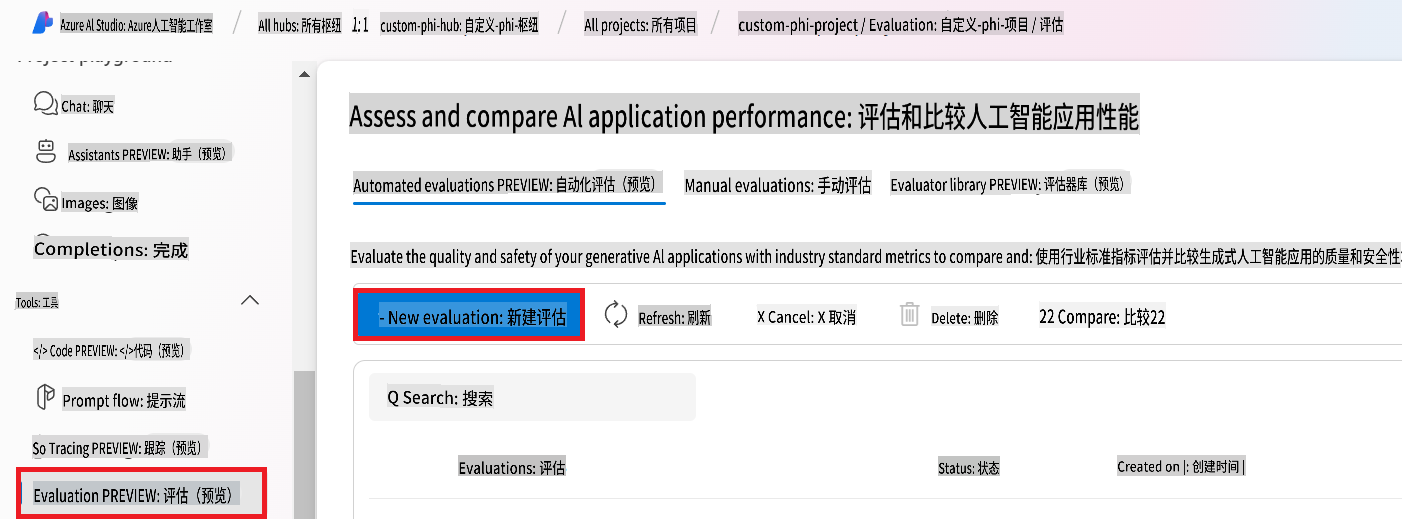 Azure AI Studio: Azure人工智能工作室 / All hubs: 所有枢纽 1:1 custom-phi-hub: 自定义-phi-枢纽 / All projects: 所有项目 / custom-phi-project / Evaluation: 自定义-phi-项目 / 评估
Project playground
Chat: 聊天
Assistants PREVIEW: 助手（预览）
Images: 图像
Completions: 完成
Tools: 工具
</> Code PREVIEW: </>代码（预览）
Prompt flow: 提示流
So Tracing PREVIEW: 跟踪（预览）
Evaluation PREVIEW: 评估（预览）
Assess and compare Al application performance: 评估和比较人工智能应用性能
Automated evaluations PREVIEW: 自动化评估（预览） Manual evaluations: 手动评估 Evaluator library PREVIEW: 评估器库（预览）
Evaluate the quality and safety of your generative Al applications with industry standard metrics to compare and: 使用行业标准指标评估并比较生成式人工智能应用的质量和安全性
- New evaluation: 新建评估 Refresh: 刷新 X Cancel: X 取消 Delete: 删除 22 Compare: 比较22
Q Search: 搜索
Evaluations: 评估 Status: 状态 Created on |: 创建时间 |